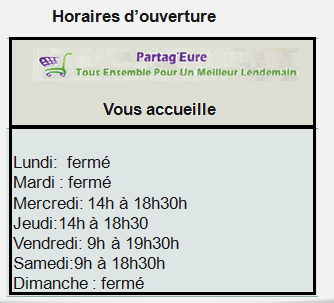 Horaires d’ouverture
Partag'Eure
Tous Ensemble Pour Un Meilleur Lendemain
Vous accueille
Lundi:  fermé
Mardi : fermé
Mercredi: 14h à 18h30h
Jeudi:14h à 18h30
Vendredi: 9h à 19h30h
Samedi:9h à 18h30h
Dimanche : fermé